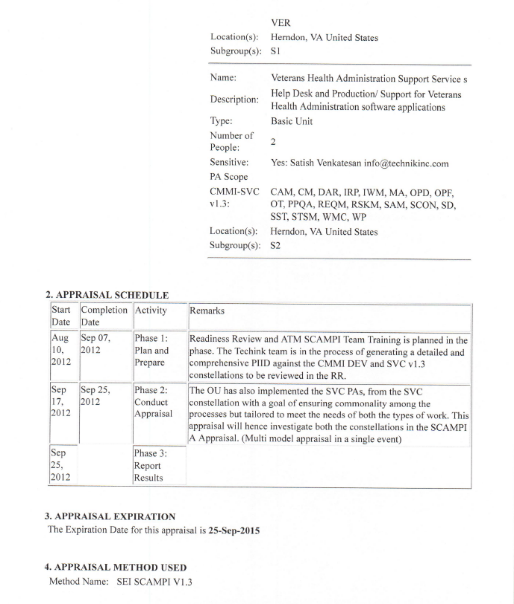 VER
Location(s): Herndon, VA United States
Subgroup(s): S1
Name: Veterans Health Administration Support Service s
Description: Help Desk and Production/ Support for Veterans
Health Administration software applications
Type: Basic Unit
Number of
People: 2
Sensitive: Yes: Satish Venkatesan info@technikinc.com
PA Scope
CMMI-SVC
v1.3: CAM, CM, DAR, IRP, IWM, MA, OPD, OPF,
OT, PPQA, REQM, RSKM, SAM, SCON, SD,
SST, STSM, WMC, WP
Location(s): Herndon, VA United States
Subgroup(s): S2
2. APPRAISAL SCHEDULE
Start Date Completion Date Activity Remarks
Aug 10, 2012 Sep 07, 2012 Phase 1: Plan and Prepare
Readiness Review and ATM SCAMPI Team Training is planned in the
phase. The Techink team is in the process of generating a detailed and
comprehensive PIID against the CMMI DEV and SVC v1.3
constellations to be reviewed in the RR.
Sep 17, 2012 Sep 25, 2012 Phase 2: Conduct Appraisal
The OU has also implemented the SVC PAs, from the SVC
constellation with a goal of ensuring commonality among the
processes but tailored to meet the needs of both the types of work. This
appraisal will hence investigate both the constellations in the SCAMPI
A Appraisal. (Multi model appraisal in a single event)
Sep 25, 2012 Phase 3: Report Results
3. APPRAISAL EXPIRATION
The Expiration Date for this appraisal is 25-Sep-2015
4. APPRAISAL METHOD USED
Method Name: SEI SCAMPI V1.3